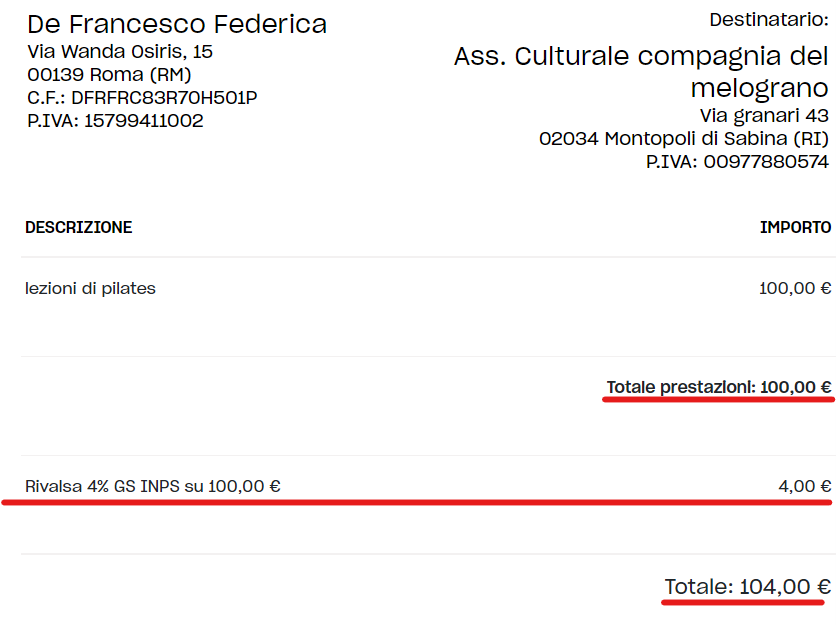 De Francesco Federica
Via Wanda Osiris, 15
00139 Roma (RM)
C.F.: DFRFRC83R70H501P
P.IVA: 15799411002
Destinatario:
Ass. Culturale compagnia del
melograno
Via granari 43
02034 Montopoli di Sabina (RI)
P.IVA: 00977880574
DESCRIZIONE IMPORTO
lezioni di pilates 100,00 €
Totale prestazioni: 100,00 €
Rivalsa 4% GS INPS su 100,00 € 4,00 €
Totale: 104,00 €